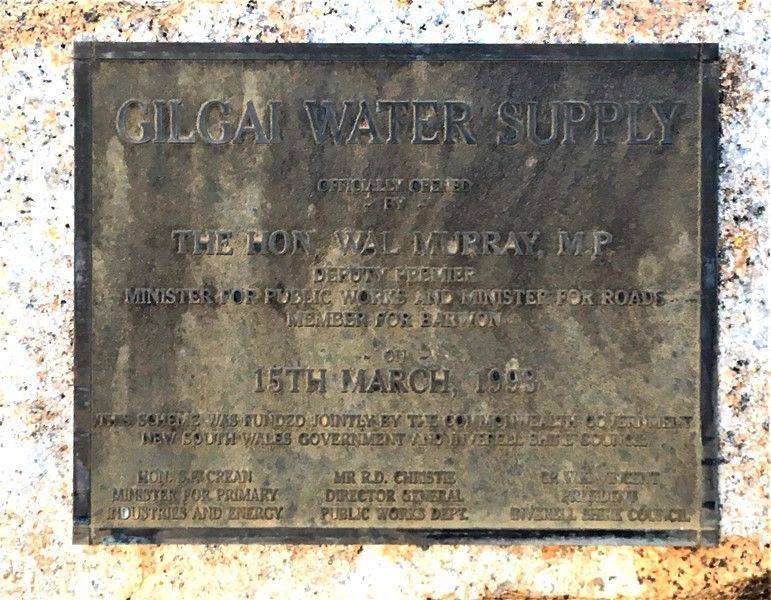 GILGAI WATER SUPPLY
OFFICIALLY OPENED
- BY -
THE HON. WAL MURRAY, M.P.
DEPUTY PREMIER
MINISTER FOR PUBLIC WORKS AND MINISTER FOR ROADS
MEMBER FOR BARWON
- ON -
15TH MARCH, 1993
THIS SCHEME WAS FUNDED JOINTLY BY THE COMMONWEALTH GOVERNMENT
NEW SOUTH WALES GOVERNMENT AND INVERELL SHIRE COUNCIL
HON. CREAN
MINISTER FOR PRIMARY
INDUSTRIES AND ENERGY
MR R.D. CHRISTIE
DIRECTOR GENERAL
PUBLIC WORKS DEPT.
CR
PRESIDENT
INVERELL SHIRE COUNCIL